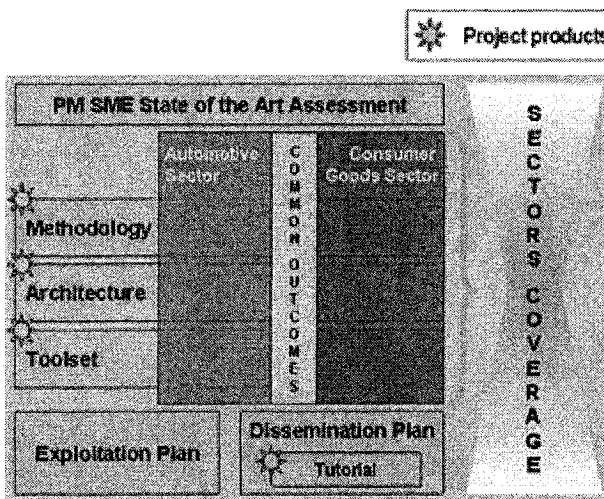 Project products
PM SME State of the Art Assessment
Automotive
Sector
COMMON OUTCOMES
Consumer
Goods Sector
SECTORS COVERAGE
Methodology
Architecture
Toolset
Exploitation Plan
Dissemination Plan
Tutorial